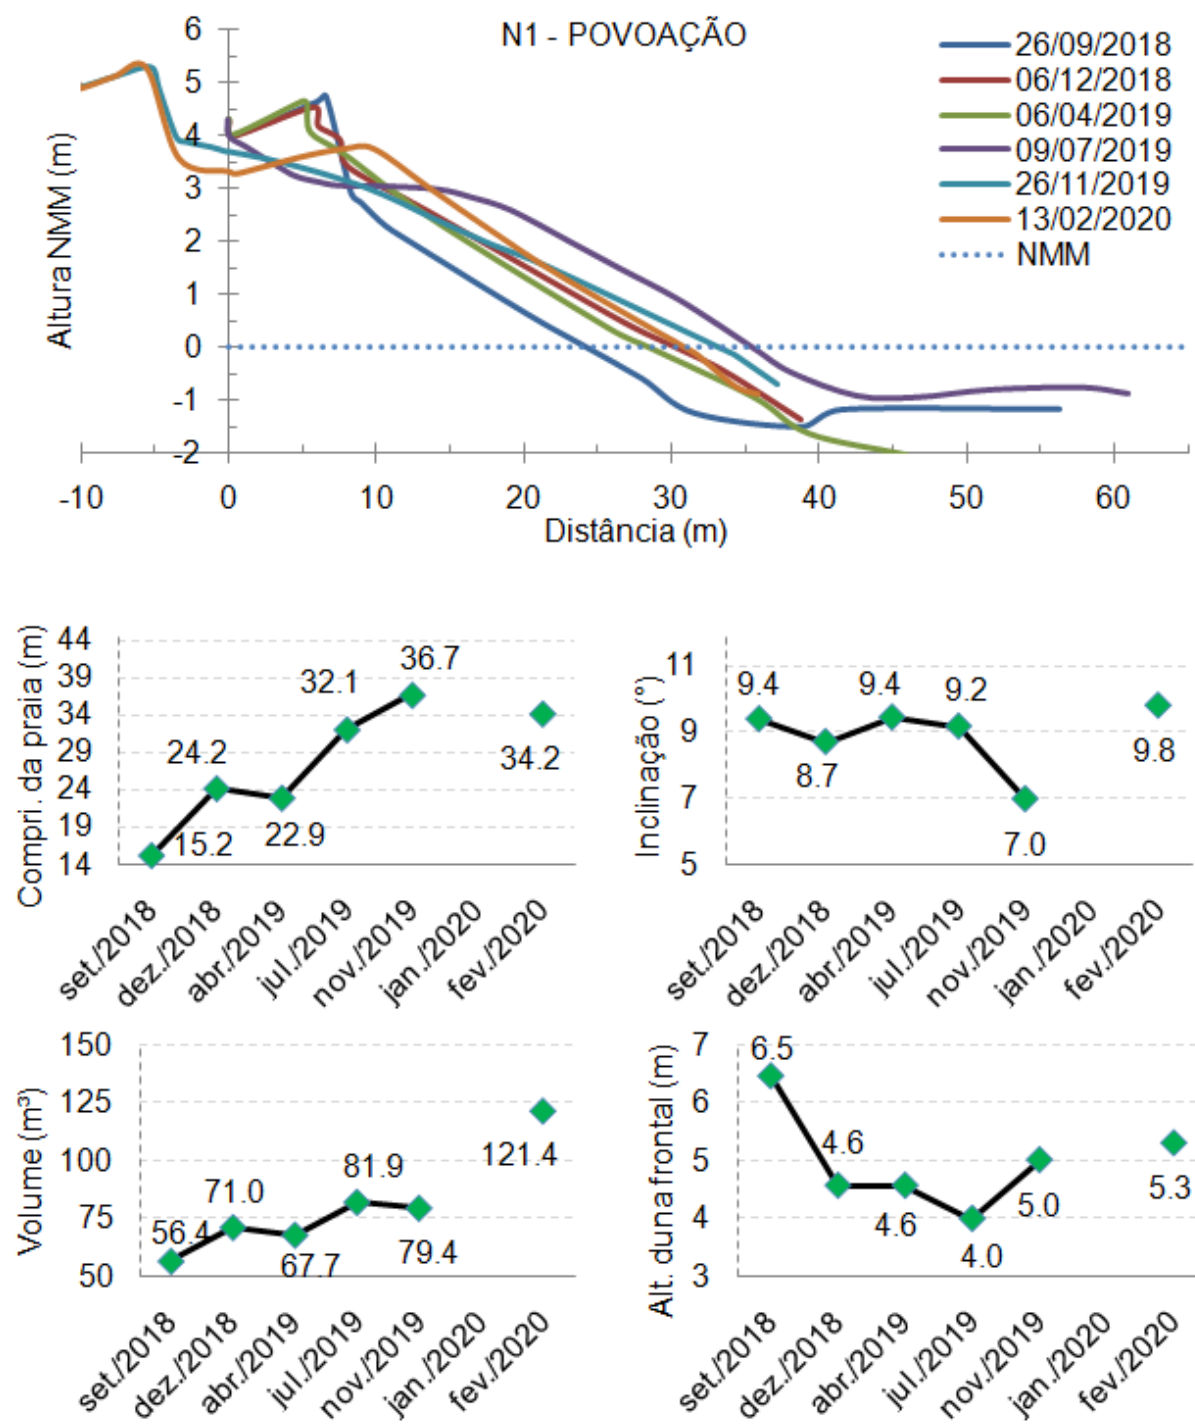 N1 - POVOAÇÃO
Altura NMM (m)
6
5
4
3
2
1
0
-1
-2
-10 0 10 20 30 40 50 60
Distância (m)
26/09/2018
06/12/2018
06/04/2019
09/07/2019
26/11/2019
13/02/2020
NMM
Compri. da praia (m)
44
39
34
29
24
19
14
15.2
24.2
22.9
32.1
36.7
34.2
set./2018
dez./2018
abr./2019
jul./2019
nov./2019
jan./2020
fev./2020
Inclinação (°)
11
9
7
5
9.4
8.7
9.4
9.2
7.0
9.8
set./2018
dez./2018
abr./2019
jul./2019
nov./2019
jan./2020
fev./2020
Volume (m³)
150
125
100
75
50
56.4
71.0
67.7
81.9
79.4
121.4
set./2018
dez./2018
abr./2019
jul./2019
nov./2019
jan./2020
fev./2020
Alt. duna frontal (m)
7
6
5
4
3
6.5
4.6
4.6
4.0
5.0
5.3
set./2018
dez./2018
abr./2019
jul./2019
nov./2019
jan./2020
fev./2020